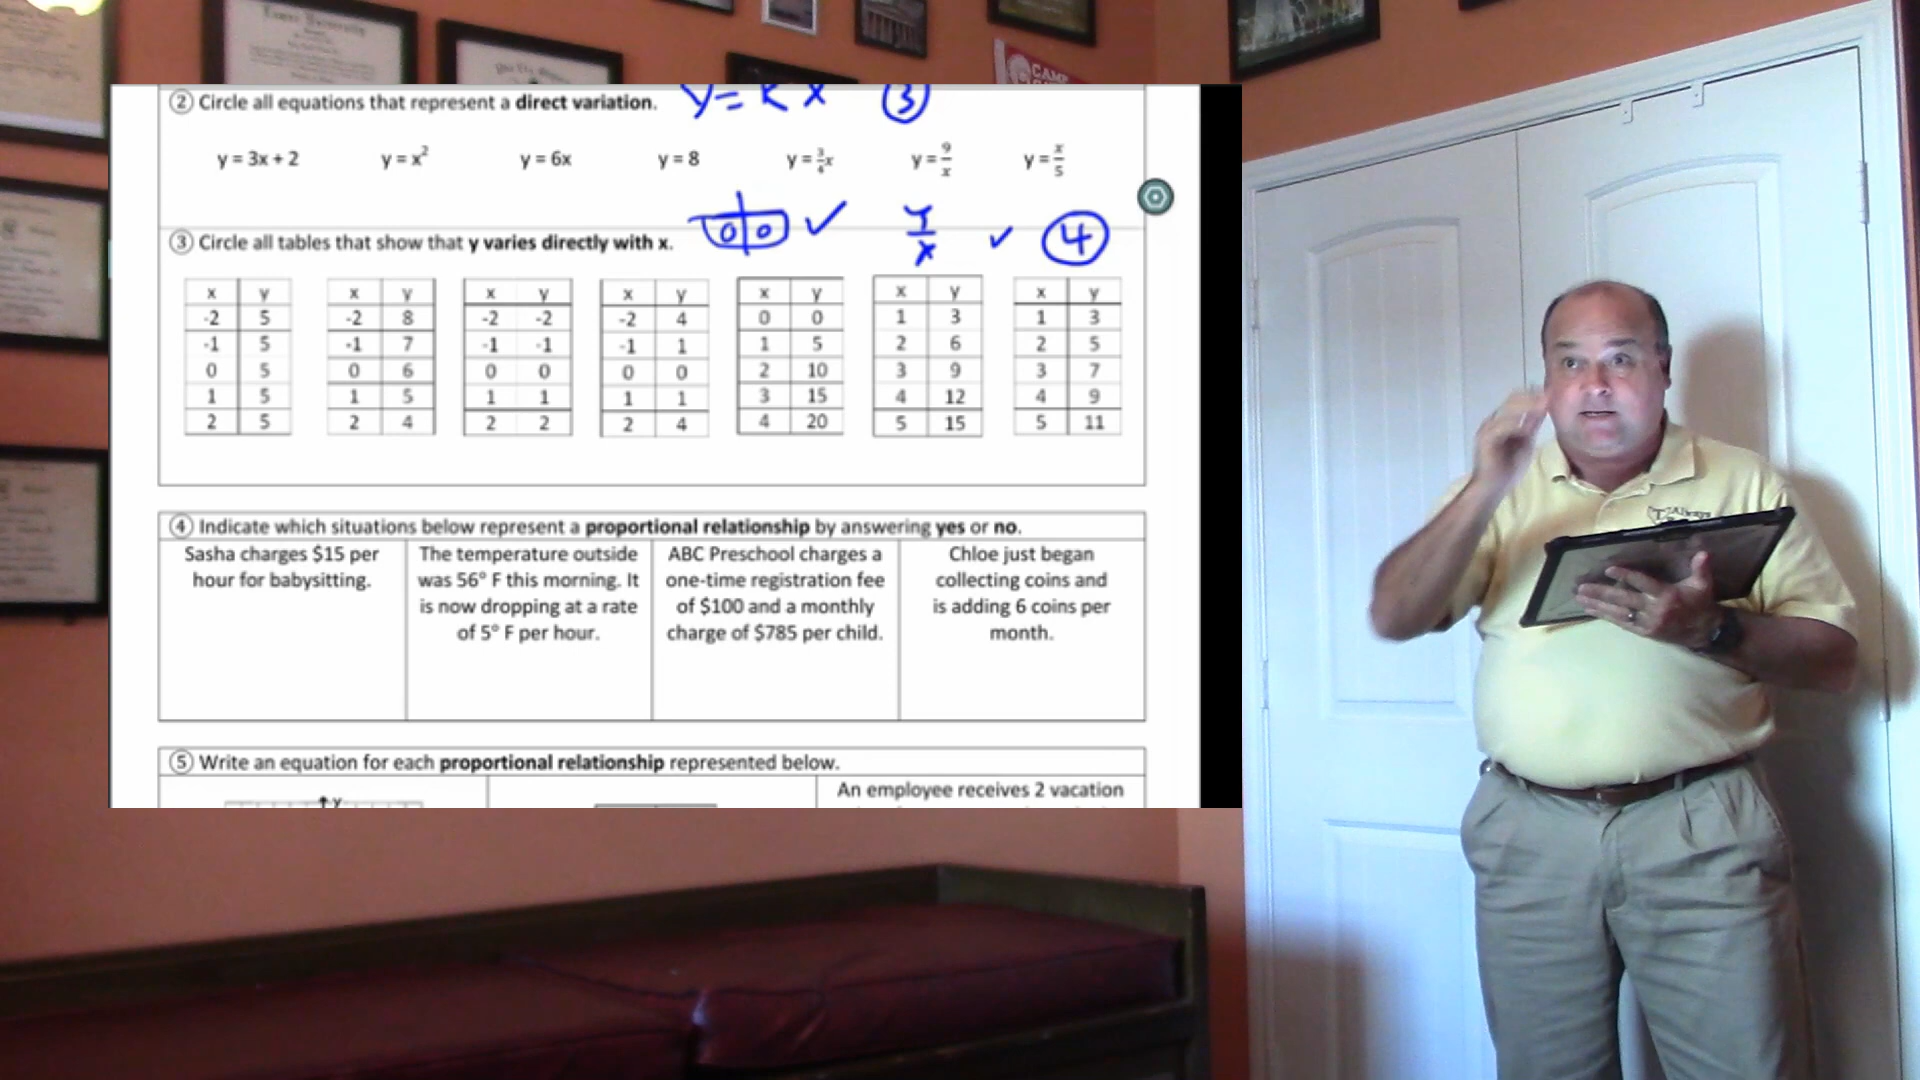 CAMP
② Circle all equations that represent a direct variation. y = k x ③
y = 3x + 2 y = x² y = 6x y = 8 y = 3/4 x y = 9/x y = x/5
③ Circle all tables that show that y varies directly with x. 0 0 ✓ y/x ✓ ④
x y x y x y x y x y x y x y
-2 5 -2 8 -2 -2 -2 4 0 0 1 3 1 3
-1 5 -1 7 -1 -1 -1 1 1 5 2 6 2 5
0 5 0 6 0 0 0 0 2 10 3 9 3 7
1 5 1 5 1 1 1 1 3 15 4 12 4 9
2 5 2 4 2 2 2 4 4 20 5 15 5 11
④ Indicate which situations below represent a proportional relationship by answering yes or no.
Sasha charges $15 per
hour for babysitting.
The temperature outside
was 56° F this morning. It
is now dropping at a rate
of 5° F per hour.
ABC Preschool charges a
one-time registration fee
of $100 and a monthly
charge of $785 per child.
Chloe just began
collecting coins and
is adding 6 coins per
month.
⑤ Write an equation for each proportional relationship represented below.
y
An employee receives 2 vacation